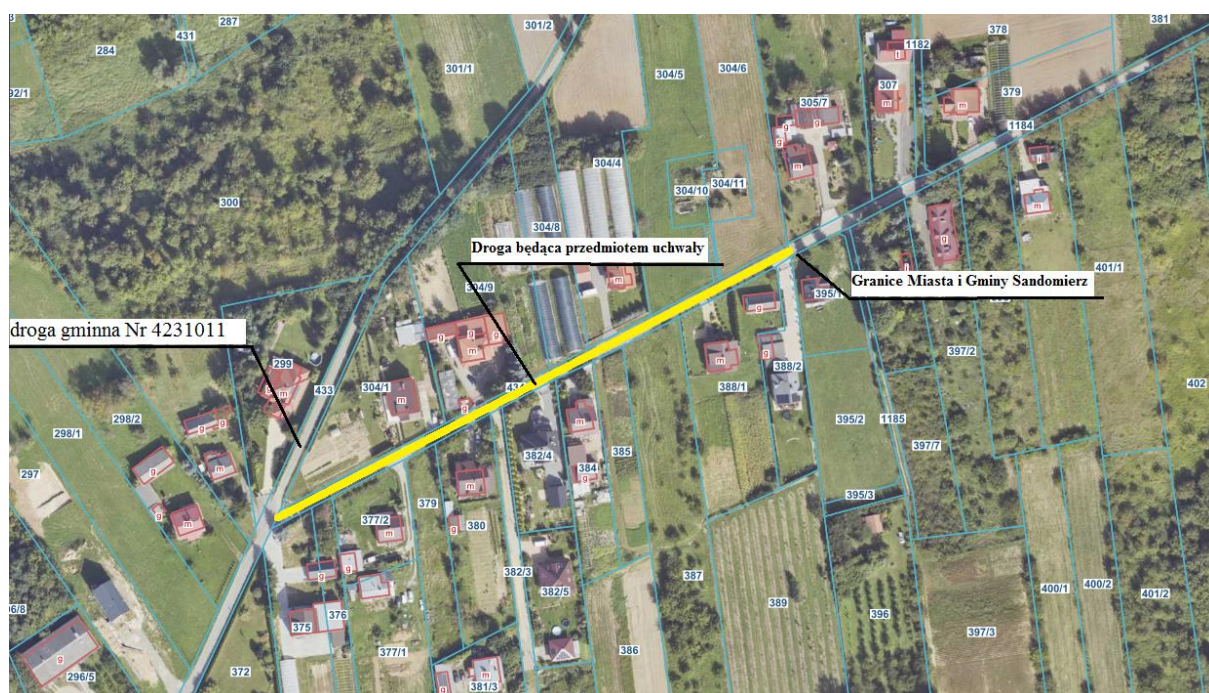 287
431
284
301/2
381
378
1182
301/1
304/5
304/6
t
307
m
379
92/1
305/7
g
g
g
m
m
1184
i
304/4
304/10
304/11
m
300
304/8
g
Droga będąca przedmiotem uchwały
401/1
m
Granice Miasta i Gminy Sandomierz
304/9
395/1
droga gminna Nr 4231011
g
g
g
m
m
g
397/2
299
433
304/1
m
m
388/2
388/1
402
298/2
g
g
m
g
m
395/2
1185
298/1
382/4
385
397/7
g
m
384
g
297
m
g
m
379
395/3
377/2
m
g
380
g
382/3
382/5
387
389
396
400/1
400/2
401/2
296/8
375
376
397/3
372
377/1
386
g
296/5
g
m
381/3